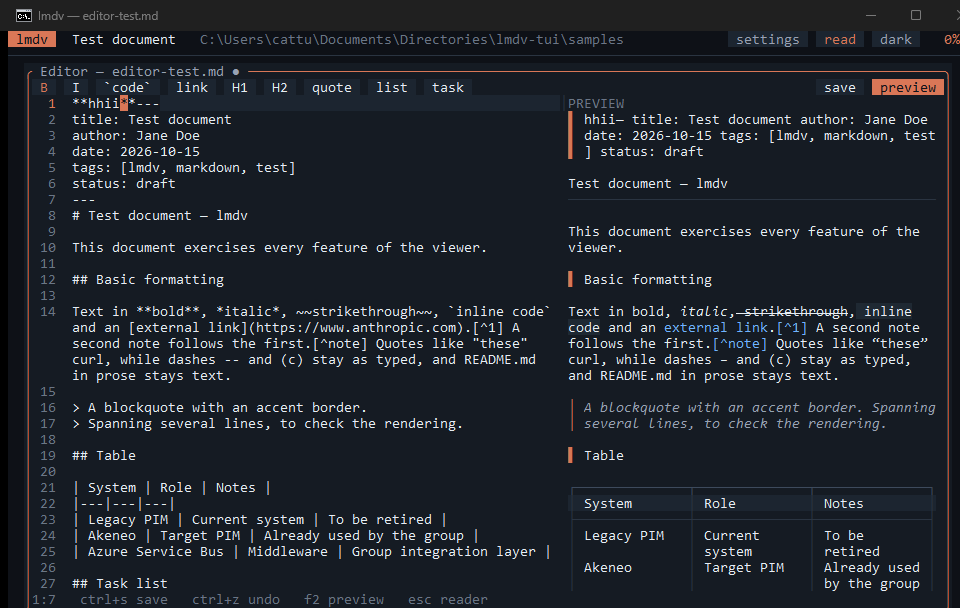 lmdv — editor-test.md
lmdv Test document C:\Users\cattu\Documents\Directories\lmdv-tui\samples settings read dark 0%
Editor — editor-test.md ●
B I `code` link H1 H2 quote list task save preview
1 **hhii**---
2 title: Test document
3 author: Jane Doe
4 date: 2026-10-15
5 tags: [lmdv, markdown, test]
6 status: draft
7 ---
8 # Test document — lmdv
9
10 This document exercises every feature of the viewer.
11
12 ## Basic formatting
13
14 Text in **bold**, *italic*, ~~strikethrough~~, `inline code`
and an [external link](https://www.anthropic.com).[^1] A
second note follows the first.[^note] Quotes like "these"
curl, while dashes -- and (c) stay as typed, and README.md
in prose stays text.
15
16 > A blockquote with an accent border.
17 > Spanning several lines, to check the rendering.
18
19 ## Table
20
21 | System | Role | Notes |
22 |---|---|---|
23 | Legacy PIM | Current system | To be retired |
24 | Akeneo | Target PIM | Already used by the group |
25 | Azure Service Bus | Middleware | Group integration layer |
26
27 ## Task list
PREVIEW
hhii— title: Test document author: Jane Doe
date: 2026-10-15 tags: [lmdv, markdown, test
] status: draft
Test document — lmdv
This document exercises every feature of the
viewer.
Basic formatting
Text in bold, italic, strikethrough, inline
code and an external link.[^1] A second note
follows the first.[^note] Quotes like “these”
curl, while dashes – and (c) stay as typed,
and README.md in prose stays text.
A blockquote with an accent border. Spanning
several lines, to check the rendering.
Table
System Role Notes
Legacy PIM Current To be
system retired
Akeneo Target PIM Already used
by the group
1:7 ctrl+s save ctrl+z undo f2 preview esc reader